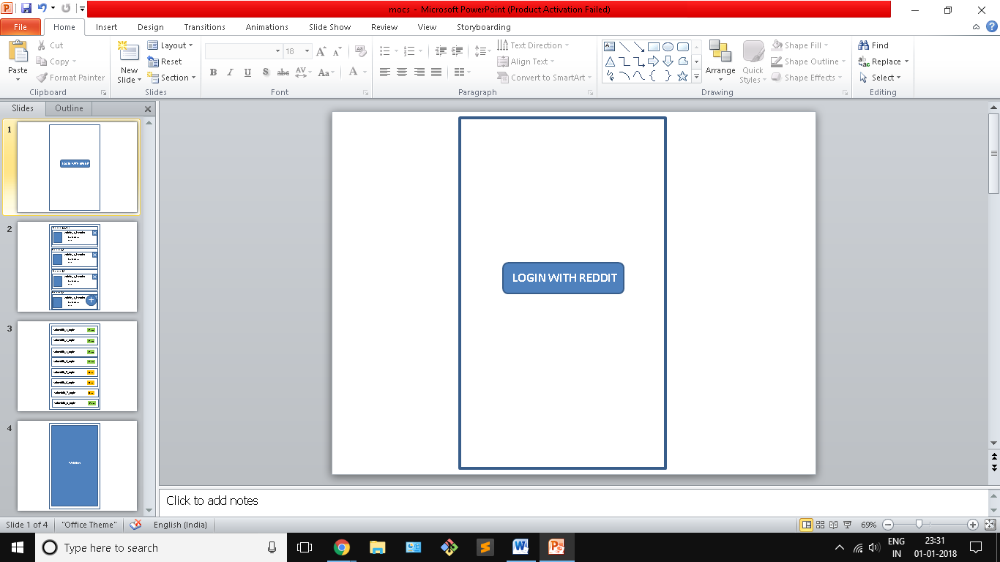 mocs - Microsoft PowerPoint (Product Activation Failed)
File Home Insert Design Transitions Animations Slide Show Review View Storyboarding
Paste
Cut
Copy
Format Painter
Clipboard
New Slide
Layout
Reset
Section
Slides
18
B I U S abc AV Aa A
Font
Text Direction
Align Text
Convert to SmartArt
Paragraph
Arrange
Quick Styles
Shape Fill
Shape Outline
Shape Effects
Drawing
Find
Replace
Select
Editing
Slides Outline
1
LOGIN WITH REDDIT
2
3
4
LOGIN WITH REDDIT
Click to add notes
Slide 1 of 4 "Office Theme" English (India) 69%
Type here to search
ENG
IN
23:31
01-01-2018